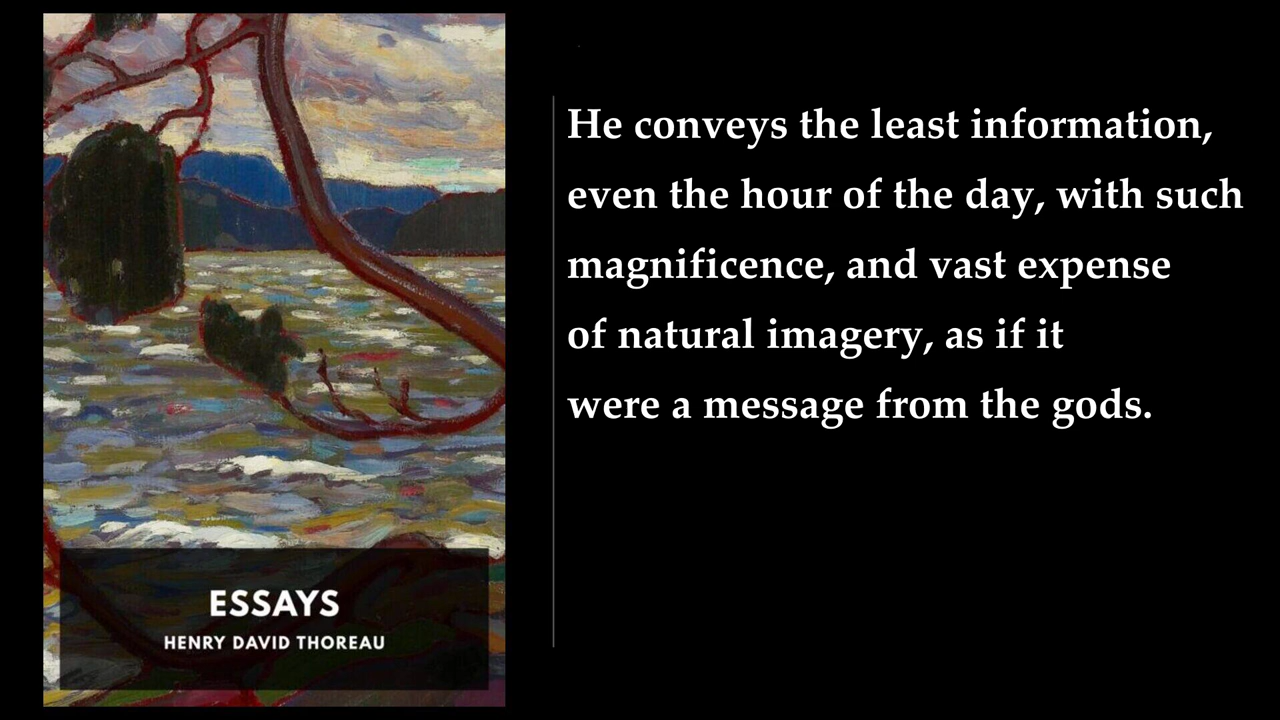 ESSAYS
HENRY DAVID THOREAU
He conveys the least information,
even the hour of the day, with such
magnificence, and vast expense
of natural imagery, as if it
were a message from the gods.